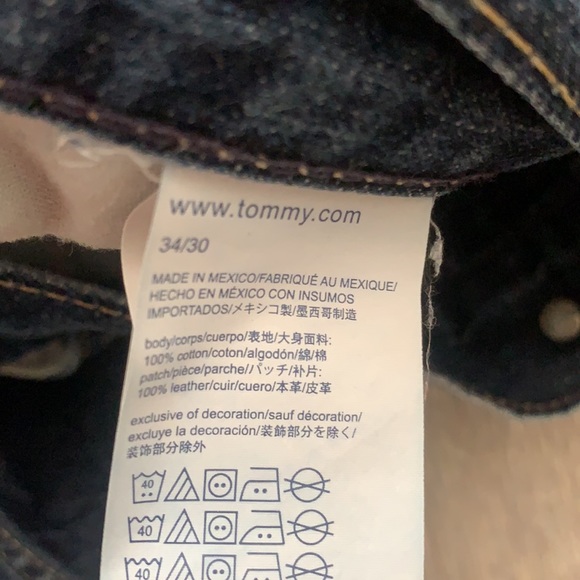 www.tommy.com
34/30
MADE IN MEXICO/FABRIQUÉ AU MEXIQUE/
HECHO EN MÉXICO CON INSUMOS
IMPORTADOS/メキシコ製/墨西哥制造
body/corps/cuerpo/表地/大身面料:
100% cotton/coton/algodón/綿/棉
patch/pièce/parche/パッチ/补片:
100% leather/cuir/cuero/本革/皮革
exclusive of decoration/sauf décoration/
excluye la decoración/装飾部分を除く/
装饰部分除外
40
40
40